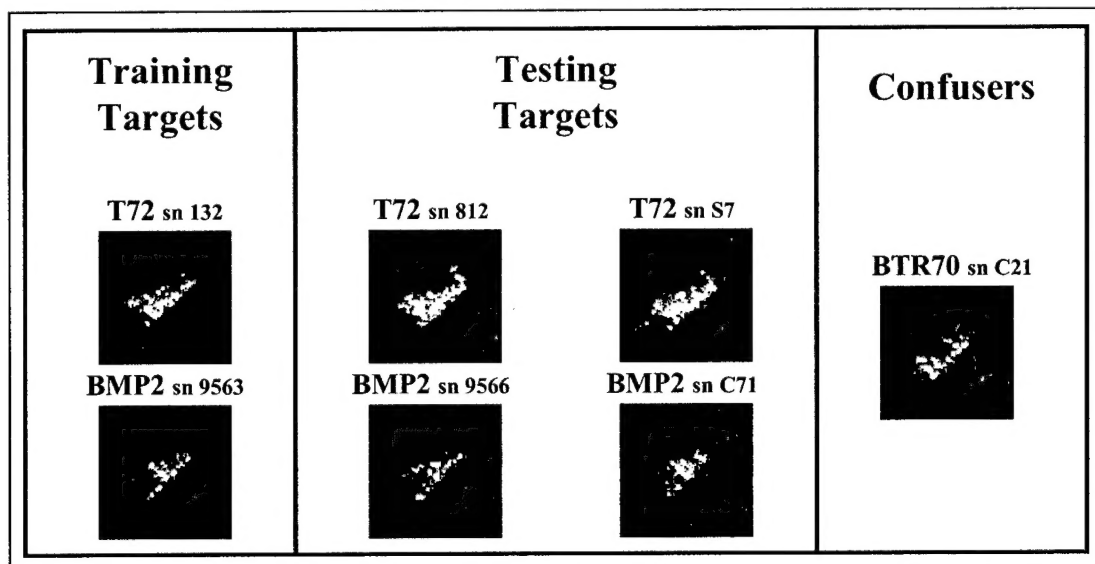 Training
Targets
T72 sn 132
BMP2 sn 9563
Testing
Targets
T72 sn 812
T72 sn S7
BMP2 sn 9566
BMP2 sn C71
Confusers
BTR70 sn C21